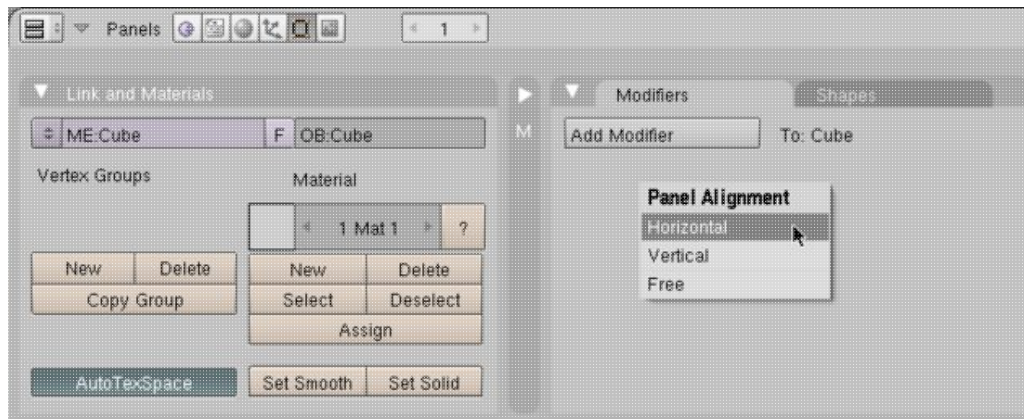 Panels 1
Link and Materials
ME:Cube F OB:Cube
Vertex Groups
Material
1 Mat 1 ?
New Delete
Copy Group
New Delete
Select Deselect
Assign
AutoTexSpace
Set Smooth Set Solid
M
Modifiers Shapes
Add Modifier To: Cube
Panel Alignment
Horizontal
Vertical
Free